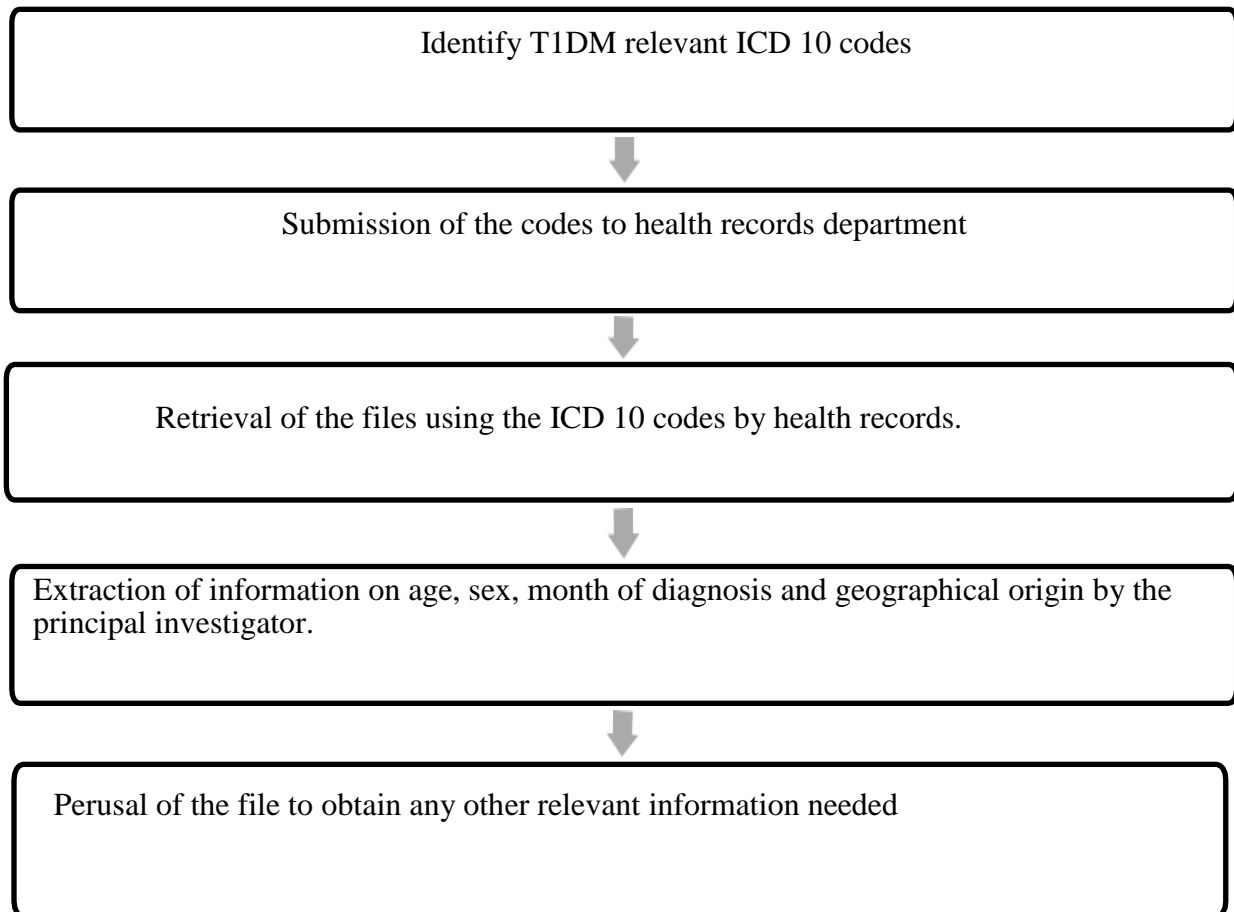 Identify T1DM relevant ICD 10 codes
Submission of the codes to health records department
Retrieval of the files using the ICD 10 codes by health records.
Extraction of information on age, sex, month of diagnosis and geographical origin by the
principal investigator.
Perusal of the file to obtain any other relevant information needed